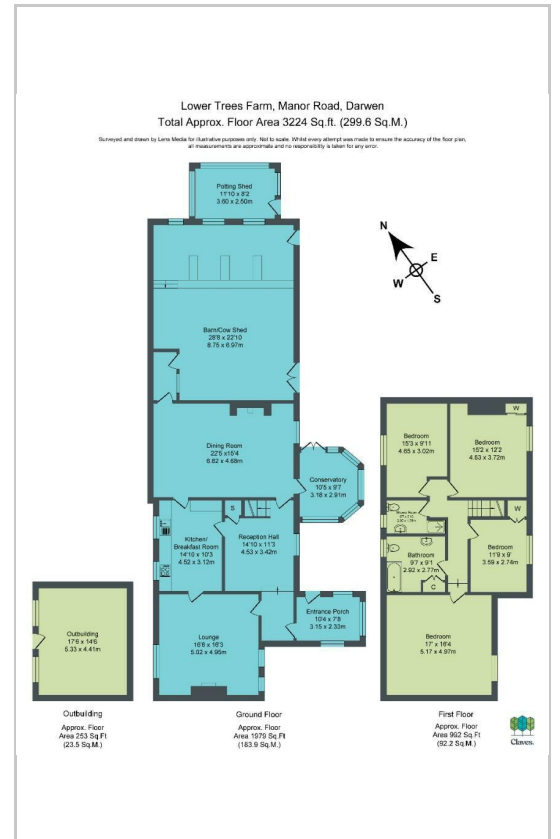 Lower Trees Farm, Manor Road, Darwen
Total Approx. Floor Area 3224 Sq.ft. (299.6 Sq.M.)
Surveyed and drawn by Lens Media for illustrative purposes only. Not to scale. Whilst every attempt was made to ensure the accuracy of the floor plan,
all measurements are approximate and no responsibility is taken for any error.
Potting Shed
11'10 x 8'2
3.60 x 2.50m
N
E
W
S
Barn/Cow Shed
28'8 x 22'10
8.75 x 6.97m
Dining Room
22'5 x15'4
6.82 x 4.68m
Conservatory
10'5 x 9'7
3.18 x 2.91m
Kitchen/
Breakfast Room
14'10 x 10'3
4.52 x 3.12m
S
Reception Hall
14'10 x 11'3
4.53 x 3.42m
Entrance Porch
10'4 x 7'8
3.15 x 2.33m
Lounge
16'6 x 16'3
5.02 x 4.95m
W
Bedroom
15'3 x 9'11
4.65 x 3.02m
Bedroom
15'2 x 12'2
4.63 x 3.72m
W
Bathroom
9'7 x 9'1
2.92 x 2.77m
C
Bedroom
11'9 x 9'
3.59 x 2.74m
Bedroom
17' x 16'4
5.17 x 4.97m
Outbuilding
17'6 x 14'6
5.33 x 4.41m
Outbuilding
Approx. Floor
Area 253 Sq.Ft
(23.5 Sq.M.)
Ground Floor
Approx. Floor
Area 1979 Sq.Ft
(183.9 Sq.M.)
First Floor
Approx. Floor
Area 992 Sq.Ft
(92.2 Sq.M.)
Claves.